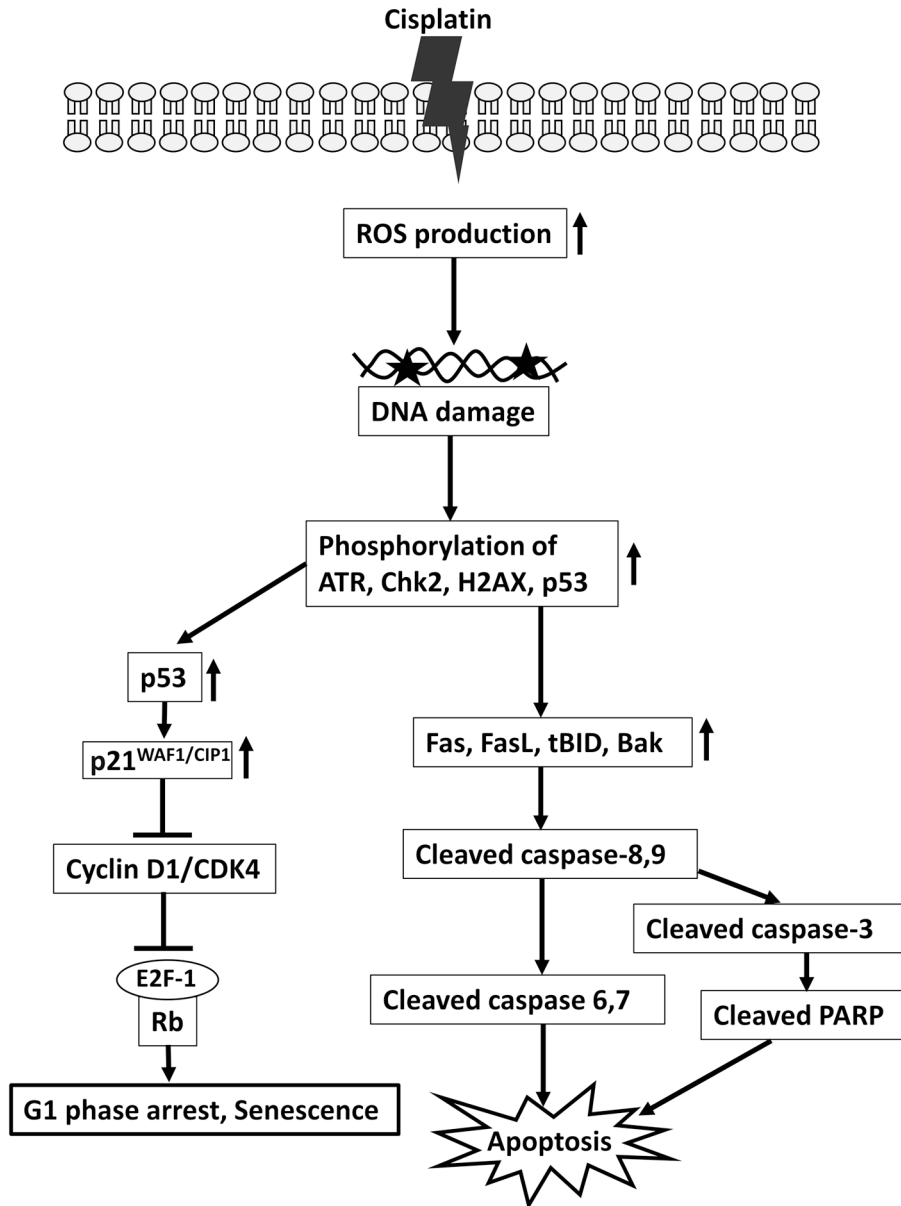 Cisplatin
ROS production
DNA damage
Phosphorylation of
ATR, Chk2, H2AX, p53
p53
p21WAF1/CIP1
Fas, FasL, tBID, Bak
Cyclin D1/CDK4
Cleaved caspase-8,9
Cleaved caspase-3
E2F-1
Rb
Cleaved caspase 6,7
Cleaved PARP
G1 phase arrest, Senescence
Apoptosis